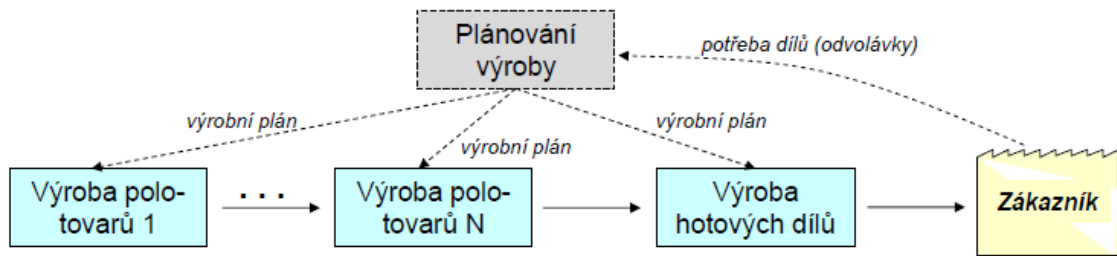 Plánování
výroby
potřeba dílů (odvolávky)
výrobní plán
výrobní plán
výrobní plán
Výroba polo-
tovarů 1
. . .
Výroba polo-
tovarů N
Výroba
hotových dílů
Zákazník